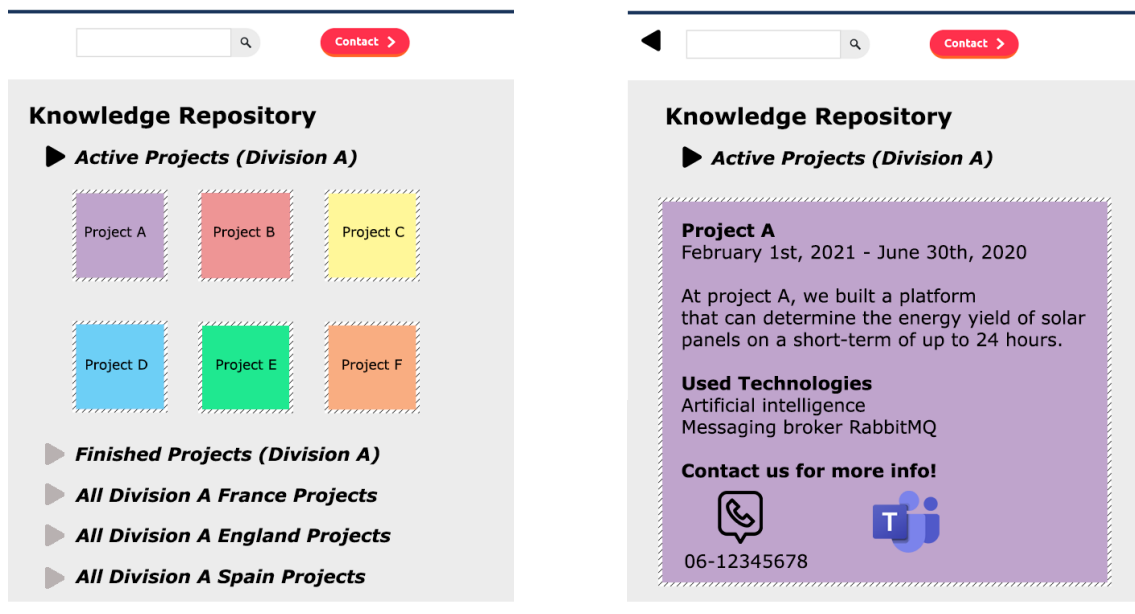 Contact
Knowledge Repository
Active Projects (Division A)
Project A
Project B
Project C
Project D
Project E
Project F
Finished Projects (Division A)
All Division A France Projects
All Division A England Projects
All Division A Spain Projects
Contact
Knowledge Repository
Active Projects (Division A)
Project A
February 1st, 2021 - June 30th, 2020
At project A, we built a platform
that can determine the energy yield of solar
panels on a short-term of up to 24 hours.
Used Technologies
Artificial intelligence
Messaging broker RabbitMQ
Contact us for more info!
T
06-12345678